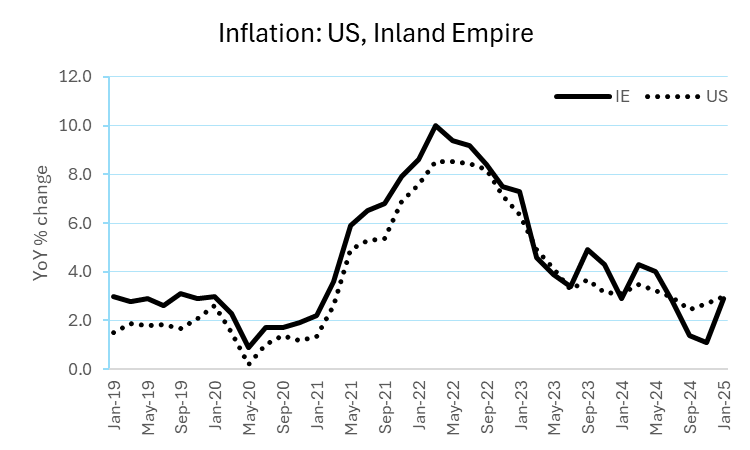 Inflation: US, Inland Empire
IE US
YoY % change
12.0
10.0
8.0
6.0
4.0
2.0
0.0
Jan-19
May-19
Sep-19
Jan-20
May-20
Sep-20
Jan-21
May-21
Sep-21
Jan-22
May-22
Sep-22
Jan-23
May-23
Sep-23
Jan-24
May-24
Sep-24
Jan-25